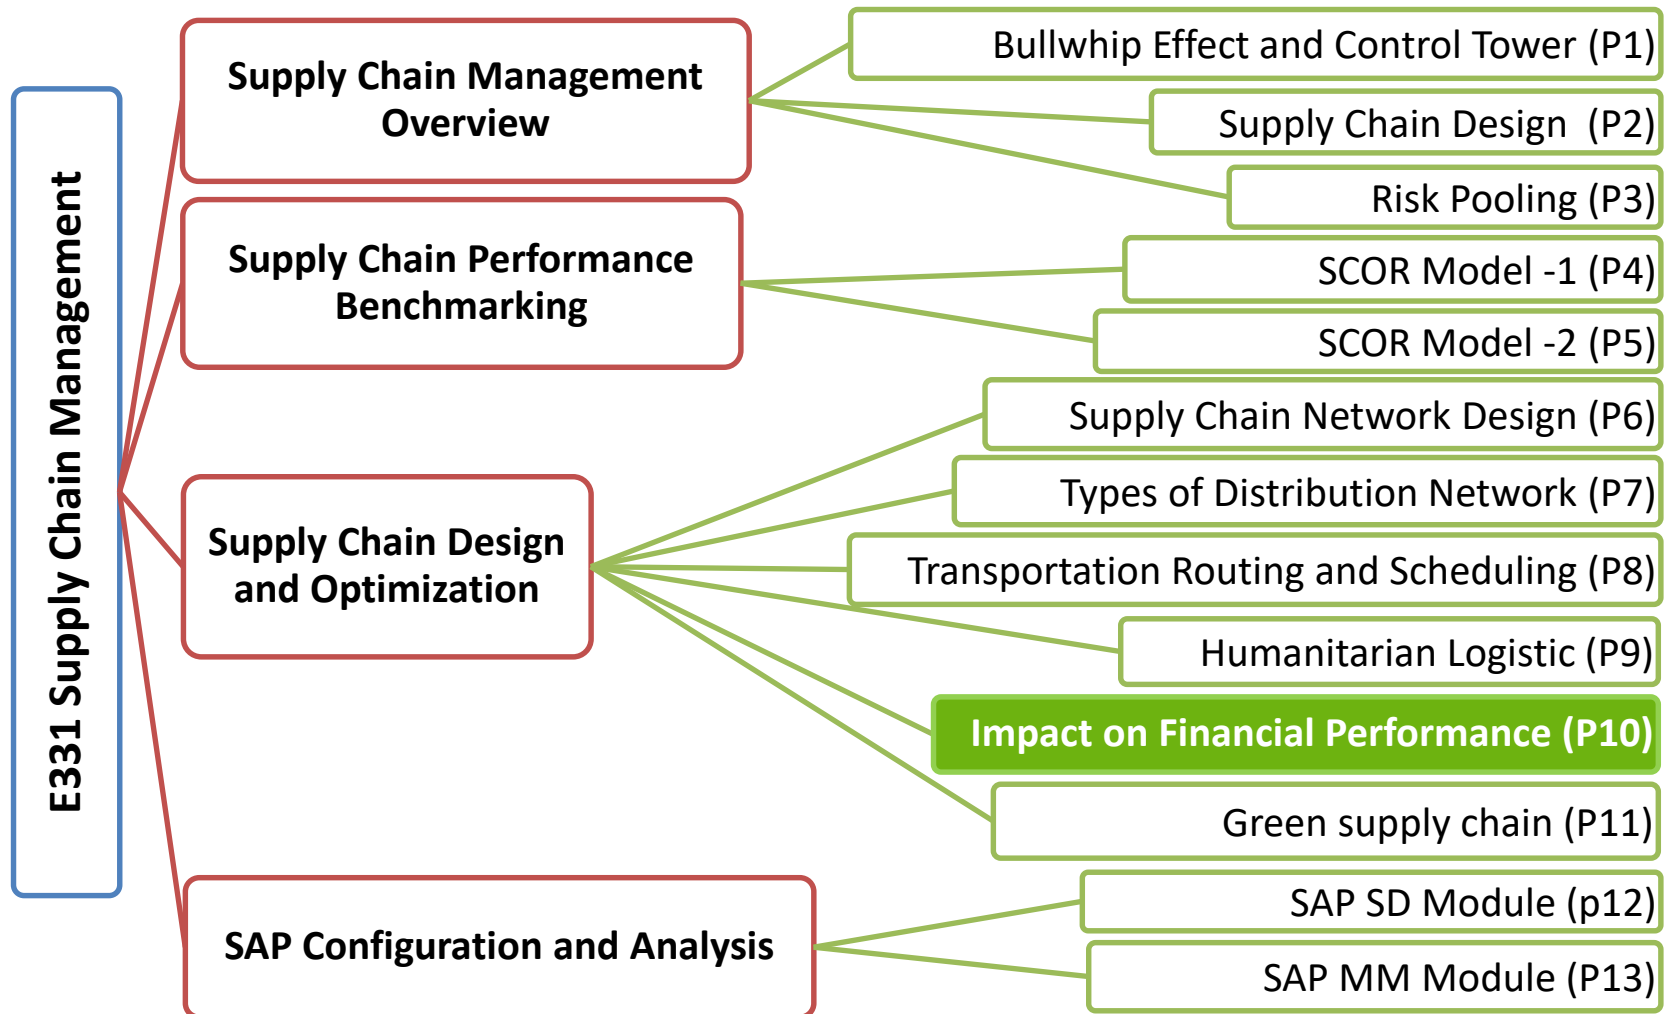 E331 Supply Chain Management
Supply Chain Management
Overview
Bullwhip Effect and Control Tower (P1)
Supply Chain Design  (P2)
Risk Pooling (P3)
Supply Chain Performance
Benchmarking
SCOR Model -1 (P4)
SCOR Model -2 (P5)
Supply Chain Design
and Optimization
Supply Chain Network Design (P6)
Types of Distribution Network (P7)
Transportation Routing and Scheduling (P8)
Humanitarian Logistic (P9)
Impact on Financial Performance (P10)
Green supply chain (P11)
SAP Configuration and Analysis
SAP SD Module (p12)
SAP MM Module (P13)